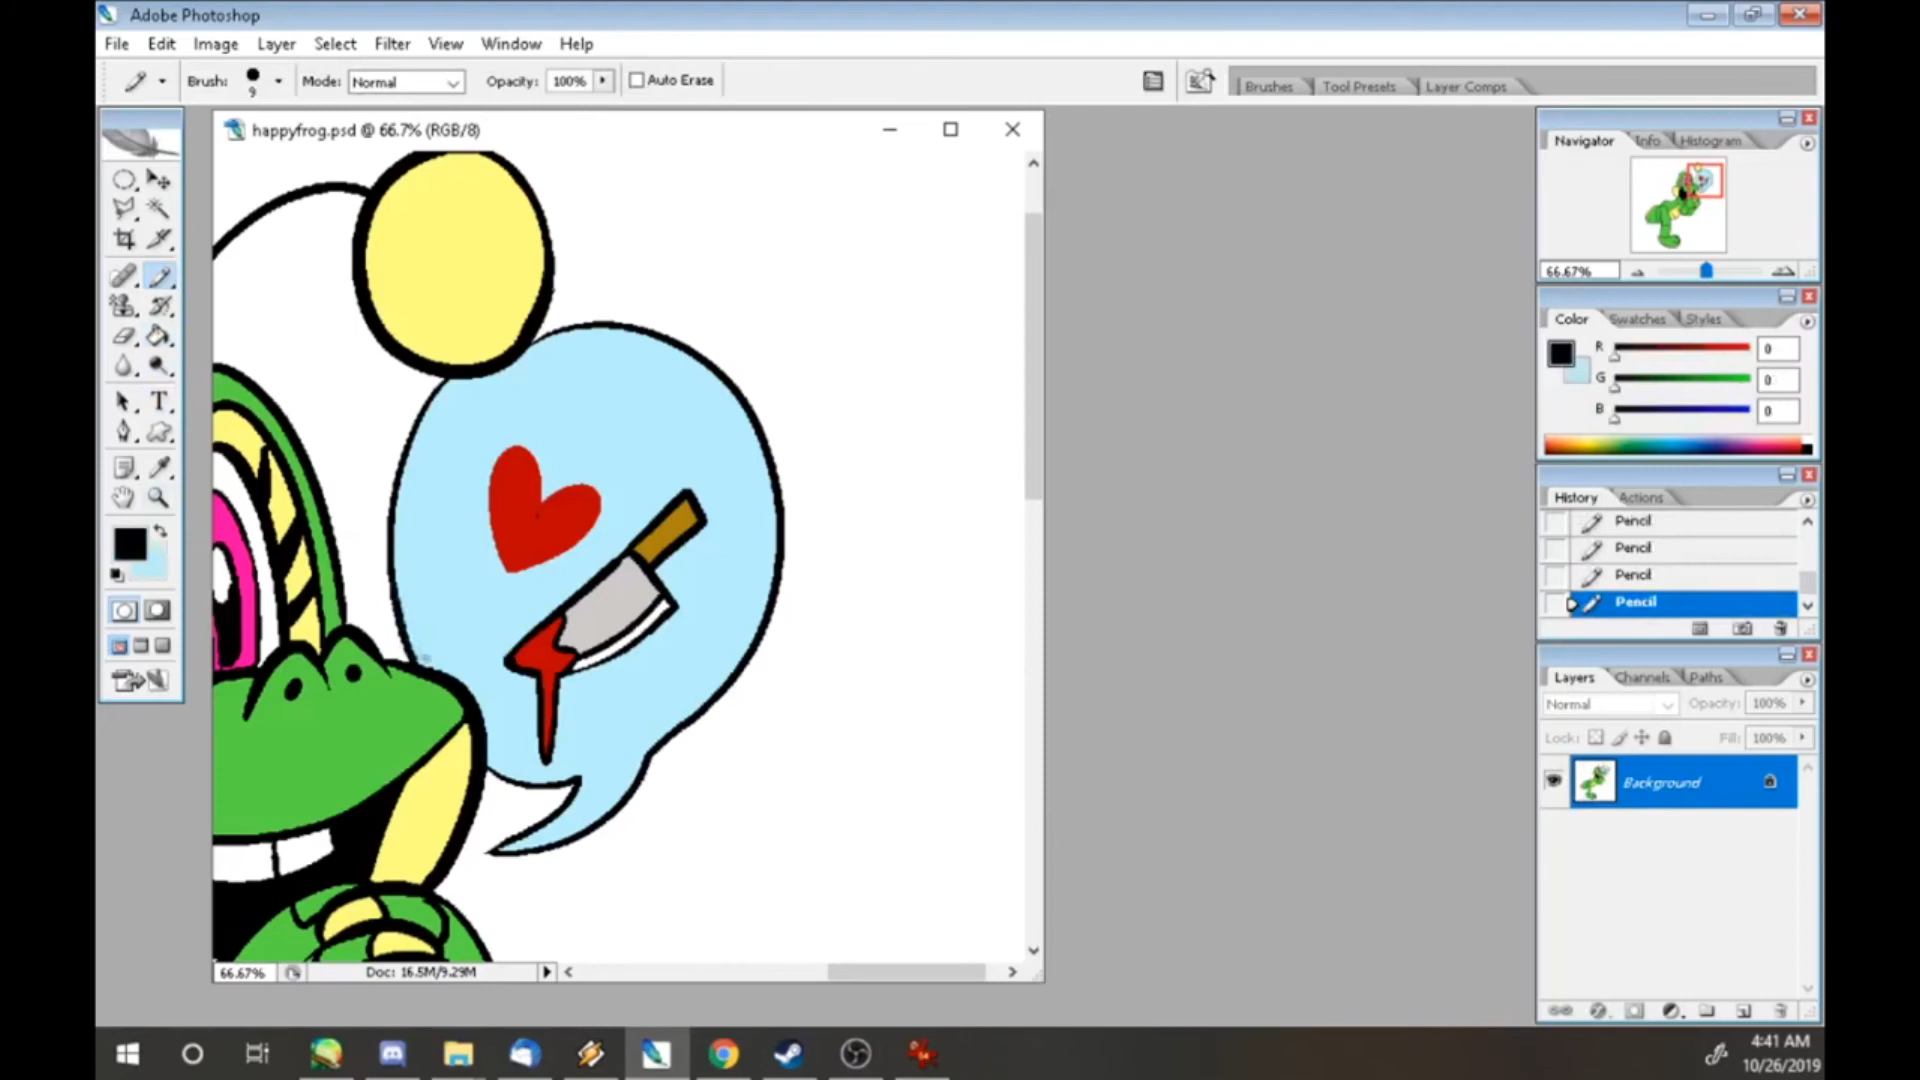 Adobe Photoshop
File Edit Image Layer Select Filter View Window Help
Brush: 9 Mode: Normal Opacity: 100% Auto Erase Brushes Tool Presets Layer Comps
happyfrog.psd @ 66.7% (RGB/8)
Navigator Info Histogram
66.67%
Color Swatches Styles
R 0
G 0
B 0
History Actions
Pencil
Pencil
Pencil
Pencil
Layers Channels Paths
Normal Opacity: 100%
Lock: Fill: 100%
Background
66.67% Doc: 16.5M/9.29M
4:41 AM
10/26/2019